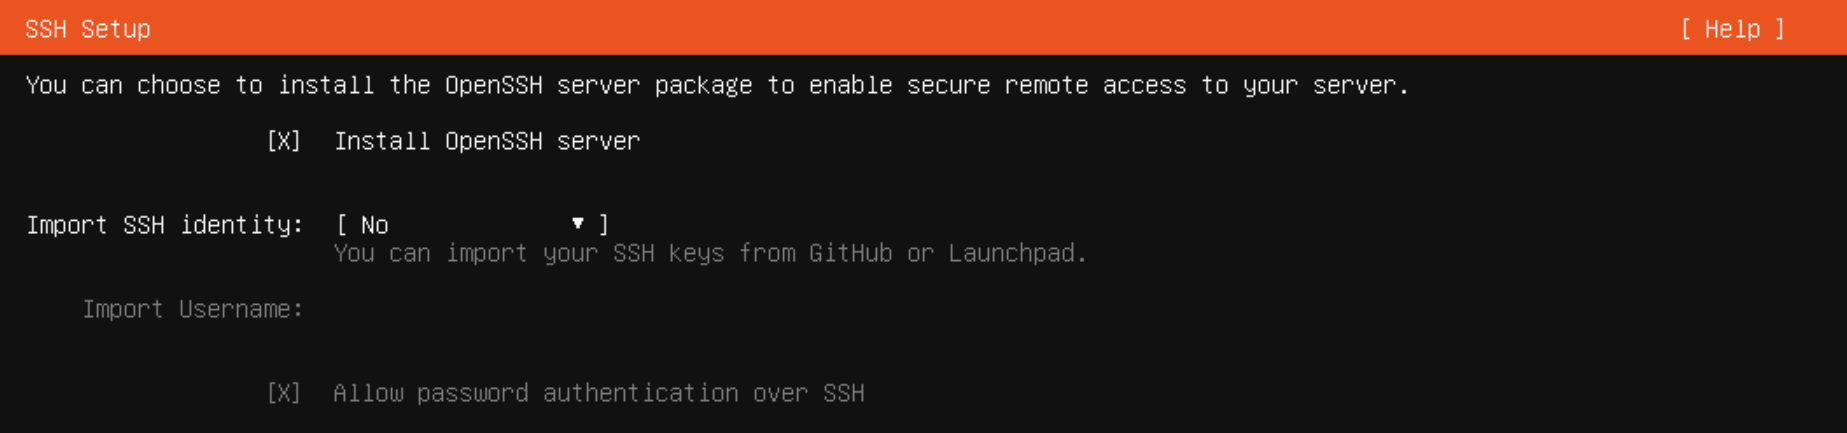 SSH Setup [ Help ]
You can choose to install the OpenSSH server package to enable secure remote access to your server.
[X] Install OpenSSH server
Import SSH identity: [ No ▼ ]
You can import your SSH keys from GitHub or Launchpad.
Import Username:
[X] Allow password authentication over SSH